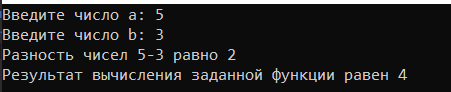 Введите число a: 5
Введите число b: 3
Разность чисел 5-3 равно 2
Результат вычисления заданной функции равен 4